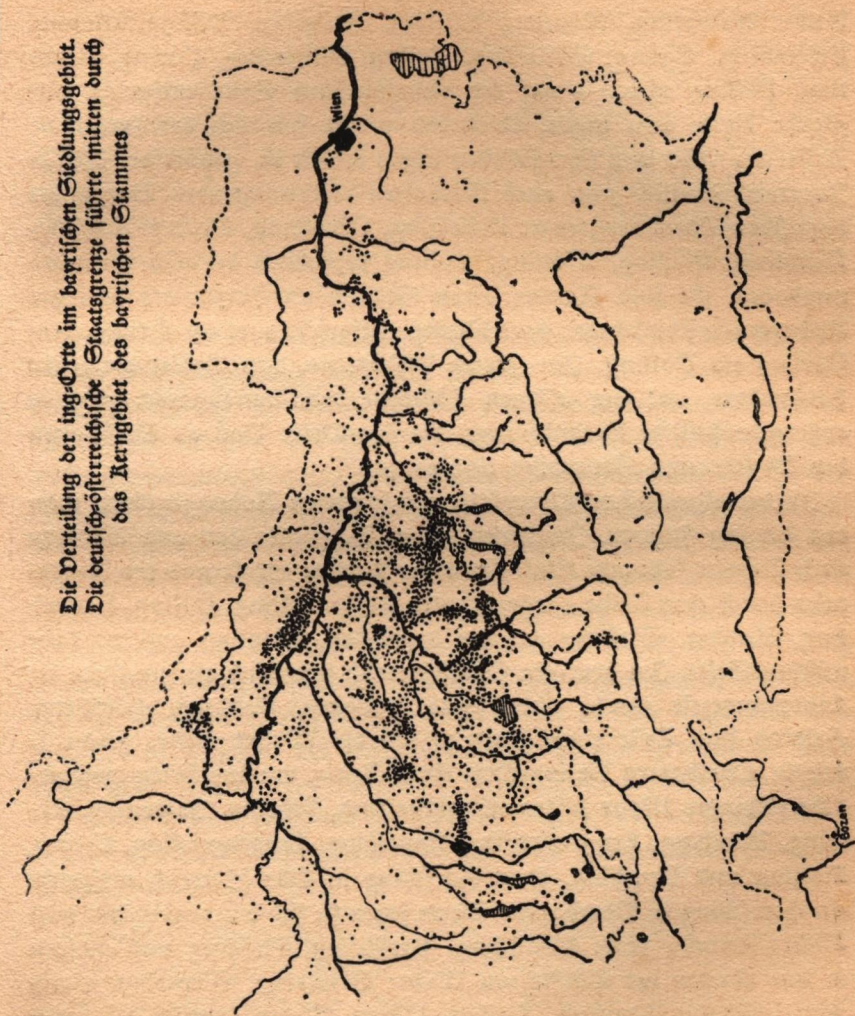 Die Verteilung der ing-Orte im bayrischen Siedlungsgebiet.
Die deutsch-österreichische Staatsgrenze führte mitten durch
das Kerngebiet des bayrischen Stammes
Wien
München
Bozen